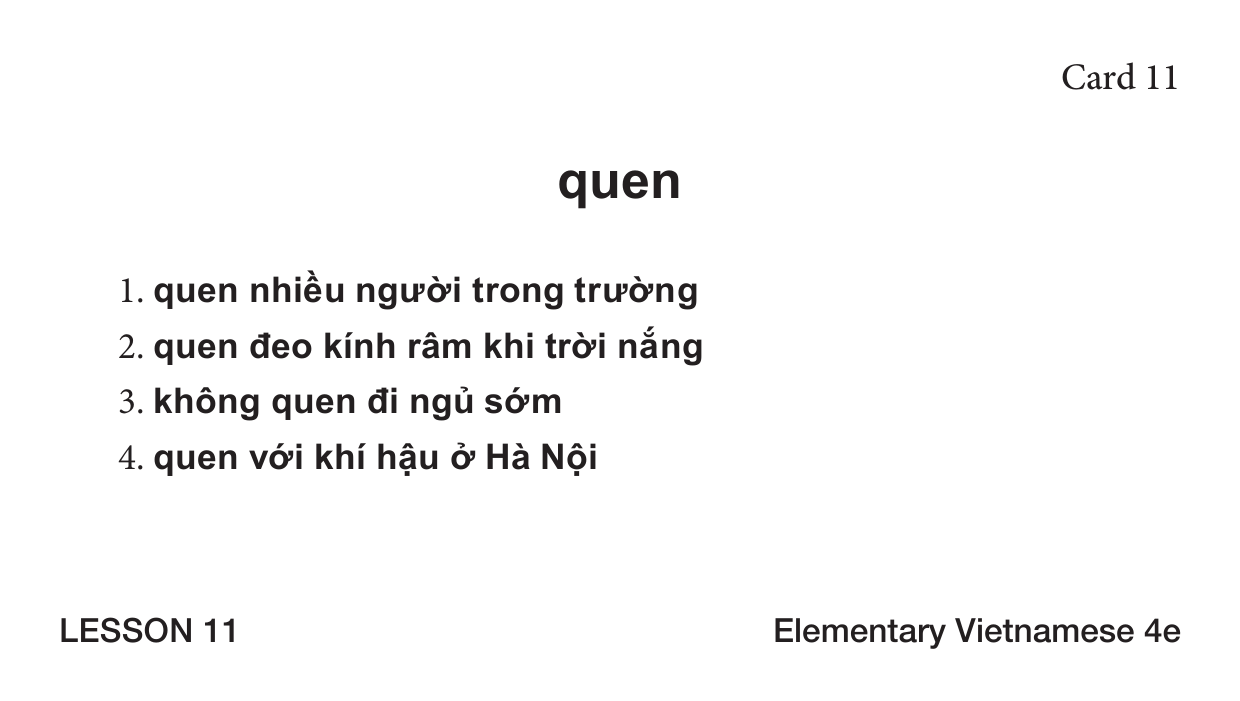 Card 11
quen
1. quen nhiều người trong trường
2. quen đeo kính râm khi trời nắng
3. không quen đi ngủ sớm
4. quen với khí hậu ở Hà Nội
LESSON 11
Elementary Vietnamese 4e